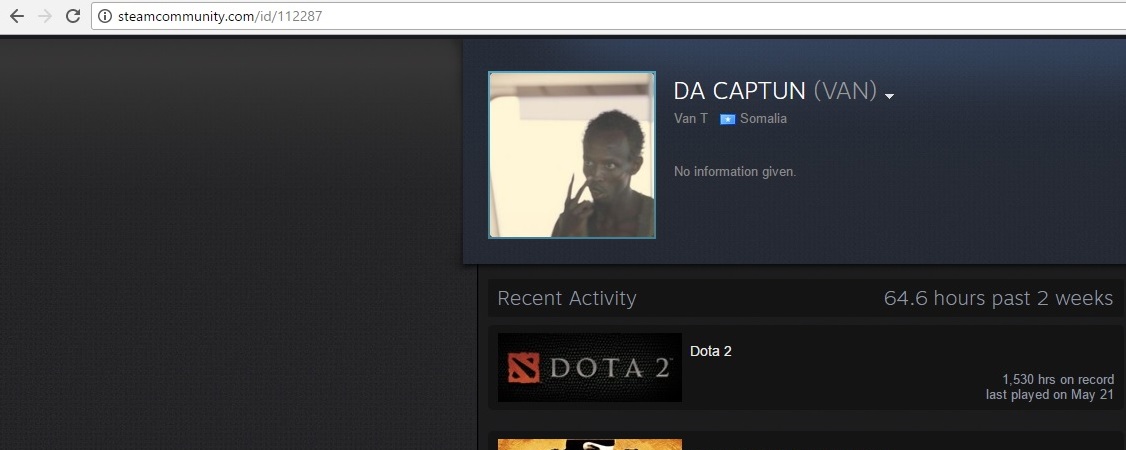 steamcommunity.com/id/112287
DA CAPTUN (VAN)
Van T Somalia
No information given.
Recent Activity 64.6 hours past 2 weeks
DOTA 2 Dota 2
1,530 hrs on record
last played on May 21